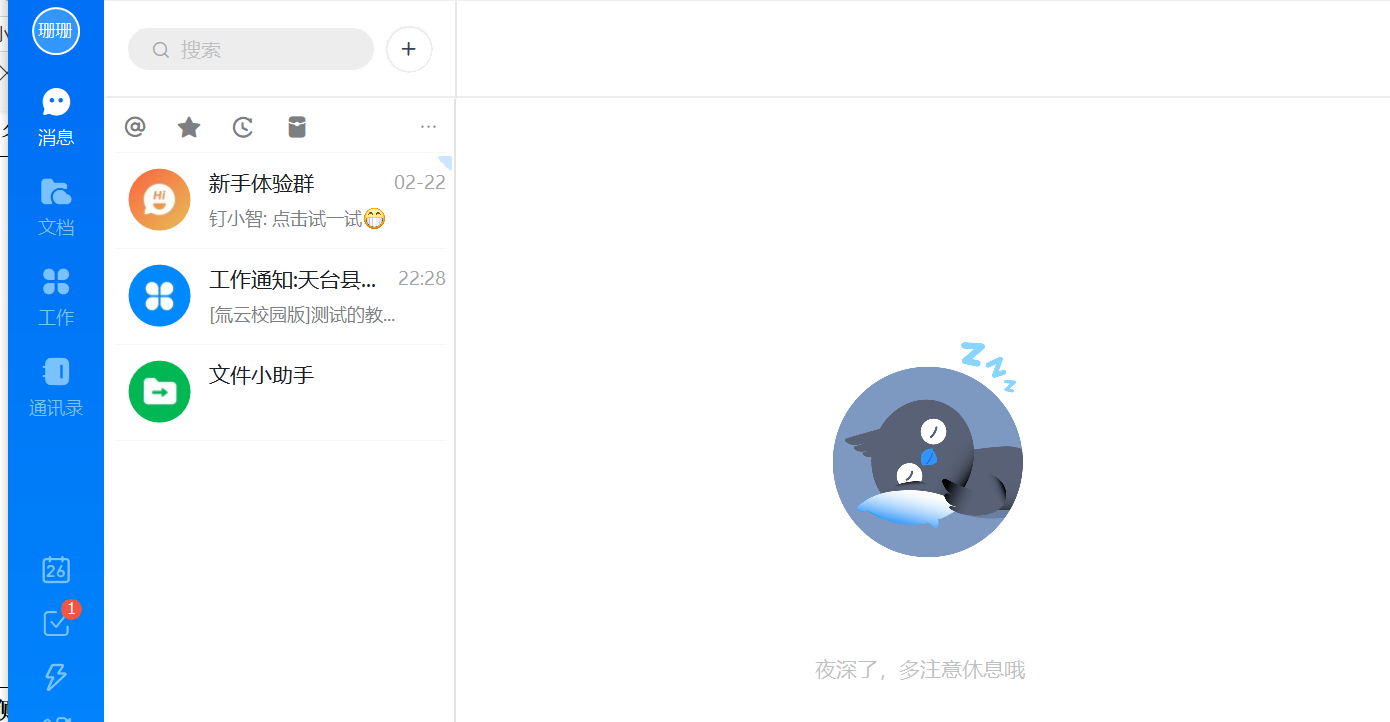 珊珊
搜索
消息
文档
工作
通讯录
26
1
新手体验群
02-22
Hi
钉小智: 点击试一试😁
工作通知:天台县...
22:28
[氚云校园版]测试的教...
文件小助手
zzz
夜深了，多注意休息哦